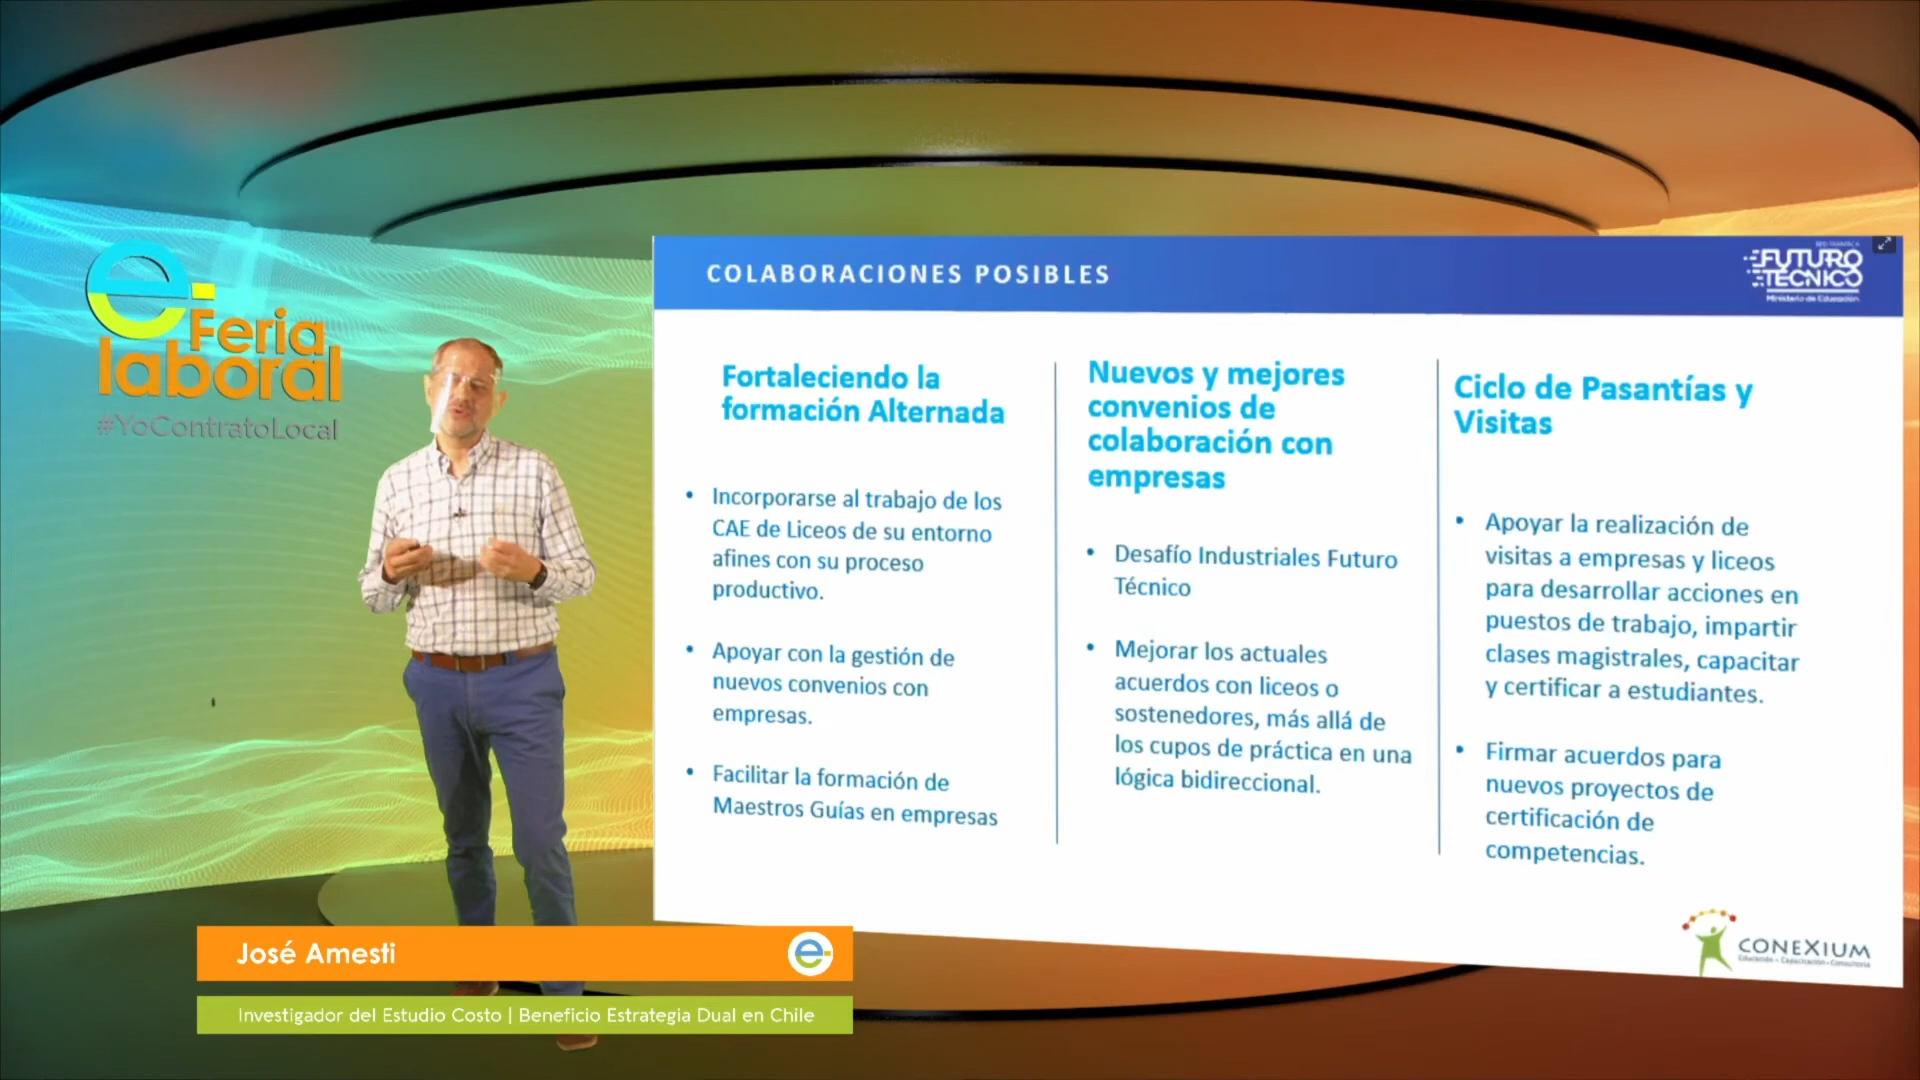 e-
Feria
laboral
#YoContratoLocal
COLABORACIONES POSIBLES
FUTURO
TÉCNICO
Ministerio de Educación
Fortaleciendo la
formación Alternada
• Incorporarse al trabajo de los
CAE de Liceos de su entorno
afines con su proceso
productivo.
• Apoyar con la gestión de
nuevos convenios con
empresas.
• Facilitar la formación de
Maestros Guías en empresas
Nuevos y mejores
convenios de
colaboración con
empresas
• Desafío Industriales Futuro
Técnico
• Mejorar los actuales
acuerdos con liceos o
sostenedores, más allá de
los cupos de práctica en una
lógica bidireccional.
Ciclo de Pasantías y
Visitas
• Apoyar la realización de
visitas a empresas y liceos
para desarrollar acciones en
puestos de trabajo, impartir
clases magistrales, capacitar
y certificar a estudiantes.
• Firmar acuerdos para
nuevos proyectos de
certificación de
competencias.
CONEXIUM
Educación • Capacitación • Consultoría
José Amesti
e-
Investigador del Estudio Costo | Beneficio Estrategia Dual en Chile